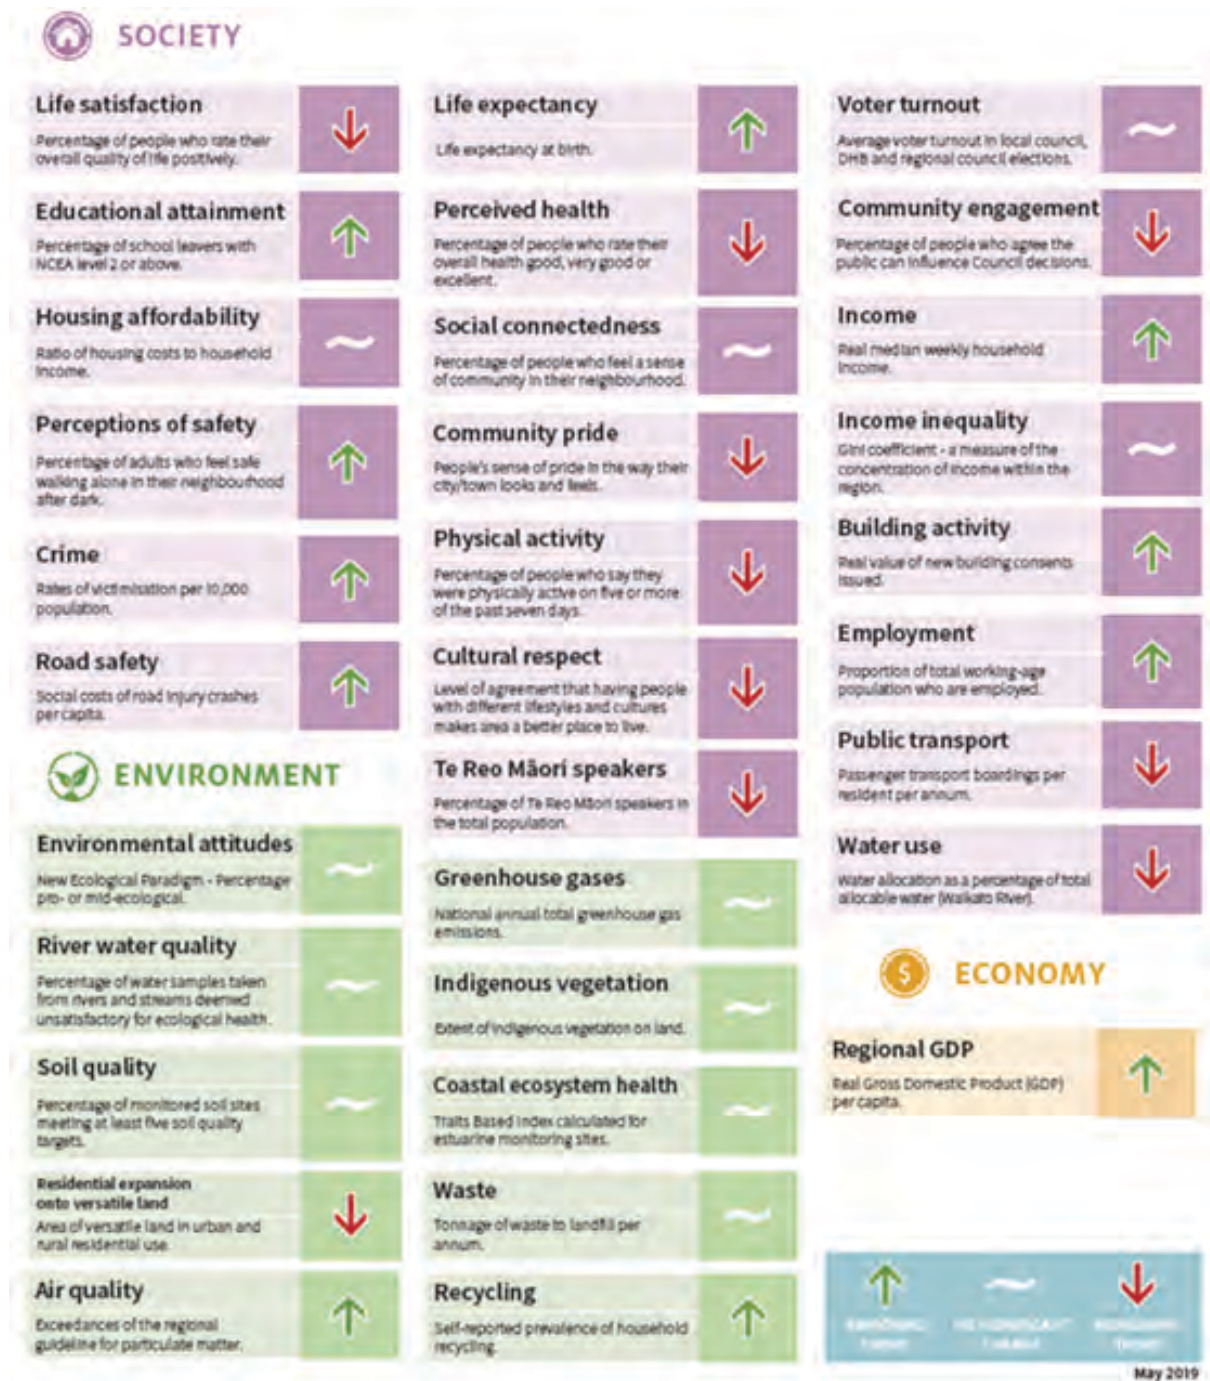 SOCIETY
Life satisfaction
Percentage of people who rate their
overall quality of life positively.
Educational attainment
Percentage of school leavers with
NCEA level 2 or above.
Housing affordability
Ratio of housing costs to household
income.
Perceptions of safety
Percentage of adults who feel safe
walking alone in their neighbourhood
after dark.
Crime
Rates of victimisation per 10,000
population.
Road safety
Social costs of road injury crashes
per capita.
Life expectancy
Life expectancy at birth.
Perceived health
Percentage of people who rate their
overall health good, very good or
excellent.
Social connectedness
Percentage of people who feel a sense
of community in their neighbourhood.
Community pride
People's sense of pride in the way their
city/town looks and feels.
Physical activity
Percentage of people who say they
were physically active on five or more
of the past seven days.
Cultural respect
Level of agreement that having people
with different lifestyles and cultures
makes area a better place to live.
Te Reo Māori speakers
Percentage of Te Reo Māori speakers in
the total population.
Voter turnout
Average voter turnout in local council,
DHB and regional council elections.
Community engagement
Percentage of people who agree the
public can influence Council decisions.
Income
Real median weekly household
income.
Income inequality
Gini coefficient - a measure of the
concentration of income within the
region.
Building activity
Real value of new building consents
issued.
Employment
Proportion of total working-age
population who are employed.
Public transport
Passenger transport boardings per
resident per annum.
Water use
Water allocation as a percentage of total
allocable water (Waikato River).
ENVIRONMENT
Environmental attitudes
New Ecological Paradigm - Percentage
pro- or mid-ecological.
River water quality
Percentage of water samples taken
from rivers and streams deemed
unsatisfactory for ecological health.
Soil quality
Percentage of monitored soil sites
meeting at least five soil quality
targets.
Residential expansion
onto versatile land
Area of versatile land in urban and
rural residential use.
Air quality
Exceedances of the regional
guideline for particulate matter.
Greenhouse gases
National annual total greenhouse gas
emissions.
Indigenous vegetation
Extent of indigenous vegetation on land.
Coastal ecosystem health
Traits Based Index calculated for
estuarine monitoring sites.
Waste
Tonnage of waste to landfill per
annum.
Recycling
Self-reported prevalence of household
recycling.
ECONOMY
Regional GDP
Real Gross Domestic Product (GDP)
per capita.
May 2019